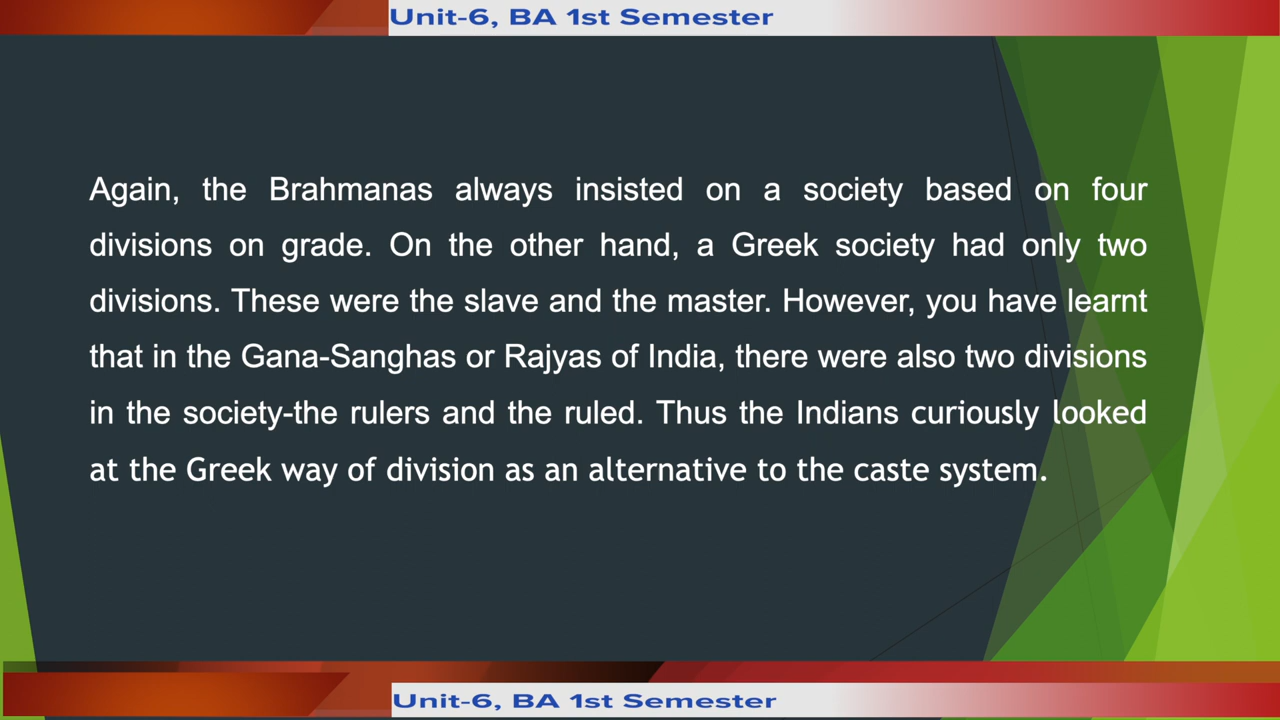 Unit-6, BA 1st Semester
Again, the Brahmanas always insisted on a society based on four
divisions on grade. On the other hand, a Greek society had only two
divisions. These were the slave and the master. However, you have learnt
that in the Gana-Sanghas or Rajyas of India, there were also two divisions
in the society-the rulers and the ruled. Thus the Indians curiously looked
at the Greek way of division as an alternative to the caste system.
Unit-6, BA 1st Semester